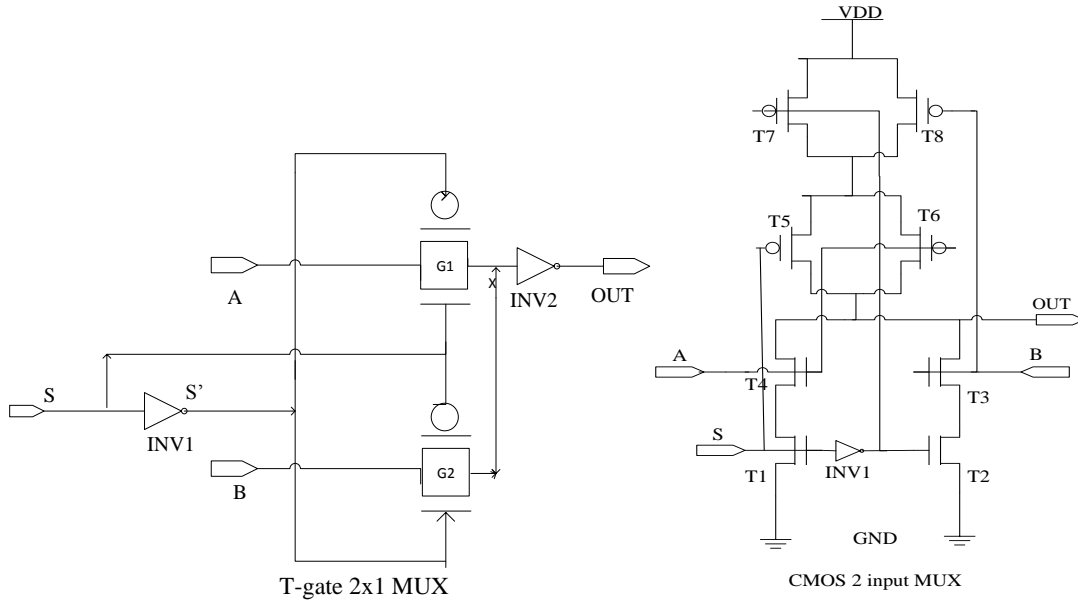 VDD
T7
T8
T5
T6
G1
A
INV2
OUT
X
OUT
A
T4
B
T3
S
S'
INV1
S
T1
INV1
T2
B
G2
GND
T-gate 2x1 MUX
CMOS 2 input MUX